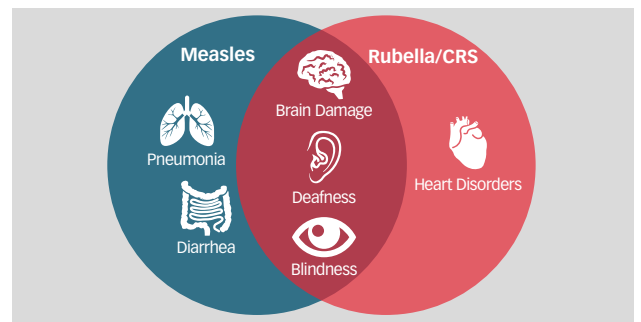 Measles
Rubella/CRS
Brain Damage
Pneumonia
Heart Disorders
Deafness
Diarrhea
Blindness